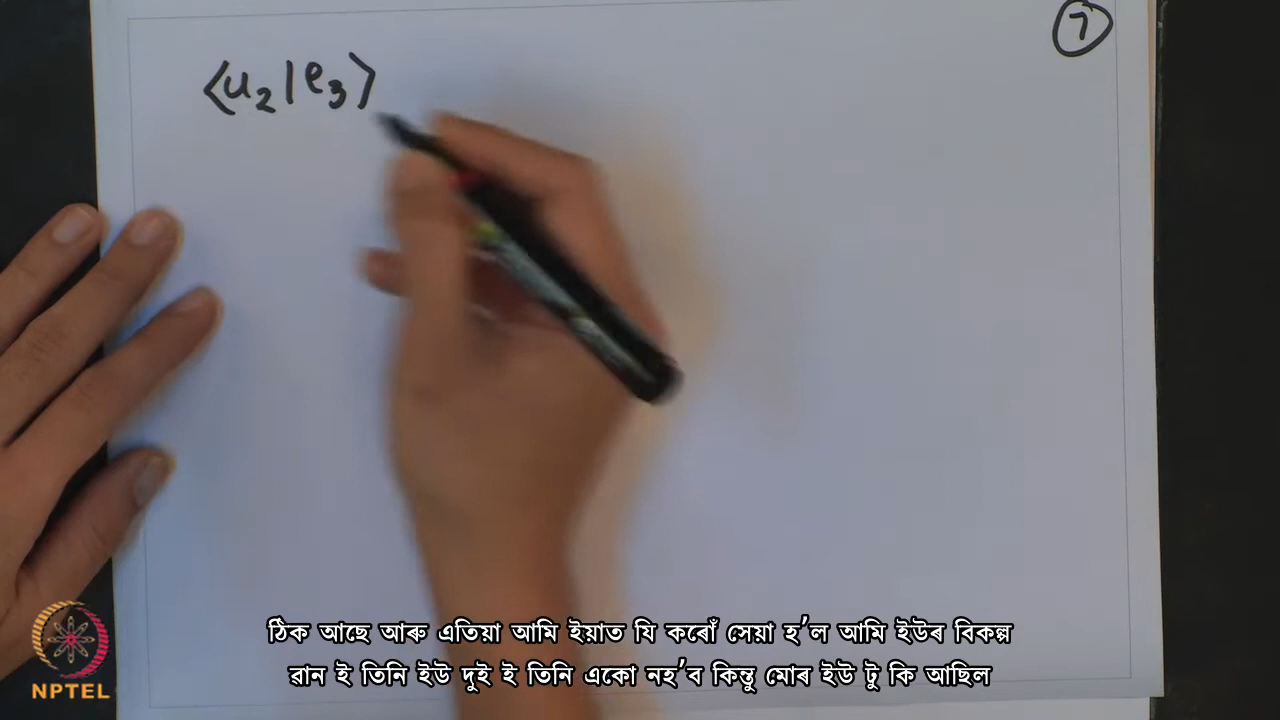 7
⟨u₂|e₃⟩
ঠিক আছে আৰু এতিয়া আমি ইয়াত যি কৰোঁ সেয়া হ'ল আমি ইউৰ বিকল্প
ৱান ই তিনি ইউ দুই ই তিনি একো নহ'ব কিন্তু মোৰ ইউ টু কি আছিল
NPTEL